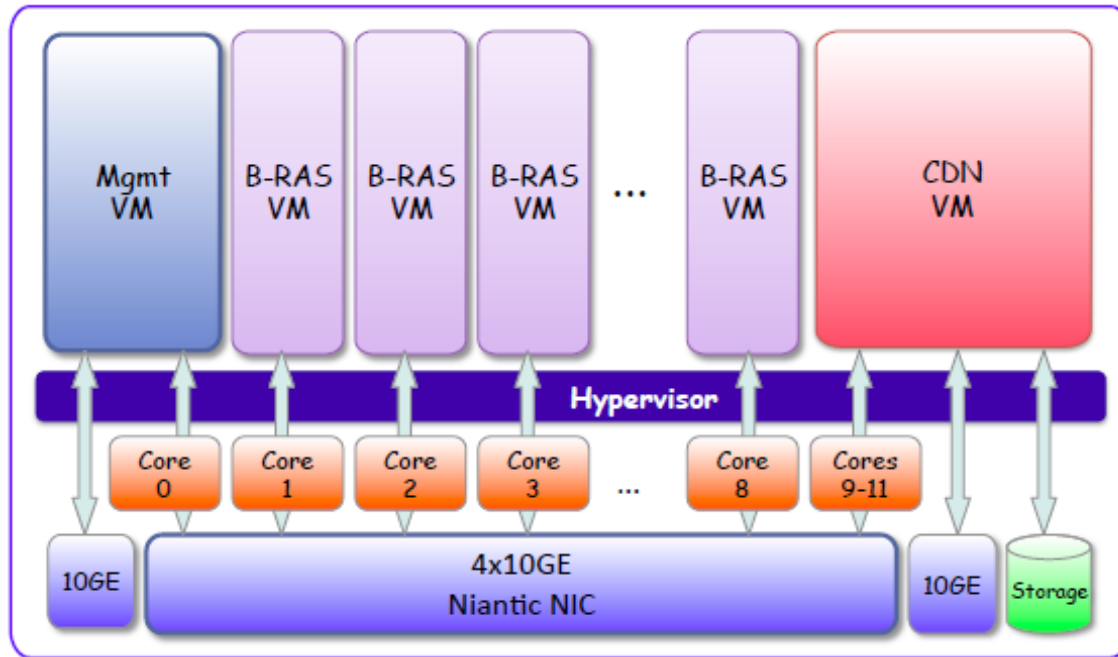 Mgmt
VM
B-RAS
VM
B-RAS
VM
B-RAS
VM
...
B-RAS
VM
CDN
VM
Hypervisor
Core
0
Core
1
Core
2
Core
3
...
Core
8
Cores
9-11
10GE
4x10GE
Niantic NIC
10GE
Storage